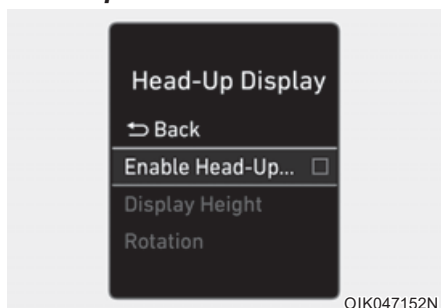 Head-Up Display
Back
Enable Head-Up...
Display Height
Rotation
OIK047152N